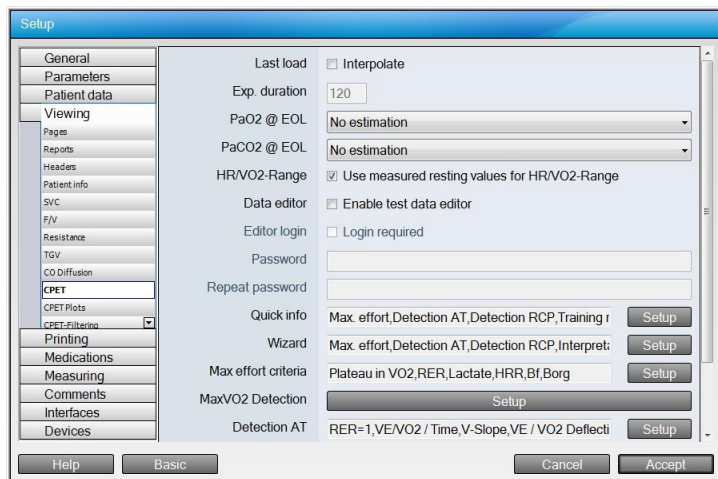 Setup
General
Parameters
Patient data
Viewing
Pages
Reports
Headers
Patient info
SVC
F/V
Resistance
TGV
CO Diffusion
CPET
CPET Plots
CPET-Filtering
Printing
Medications
Measuring
Comments
Interfaces
Devices
Last load Interpolate
Exp. duration 120
PaO2 @ EOL No estimation
PaCO2 @ EOL No estimation
HR/VO2-Range Use measured resting values for HR/VO2-Range
Data editor Enable test data editor
Editor login Login required
Password
Repeat password
Quick info Max. effort,Detection AT,Detection RCP,Training Setup
Wizard Max. effort,Detection AT,Detection RCP,Interpret Setup
Max effort criteria Plateau in VO2,RER,Lactate,HRR,Bf,Borg Setup
MaxVO2 Detection Setup
Detection AT RER=1,VE/VO2 / Time,V-Slope,VE / VO2 Deflecti Setup
Help Basic Cancel Accept